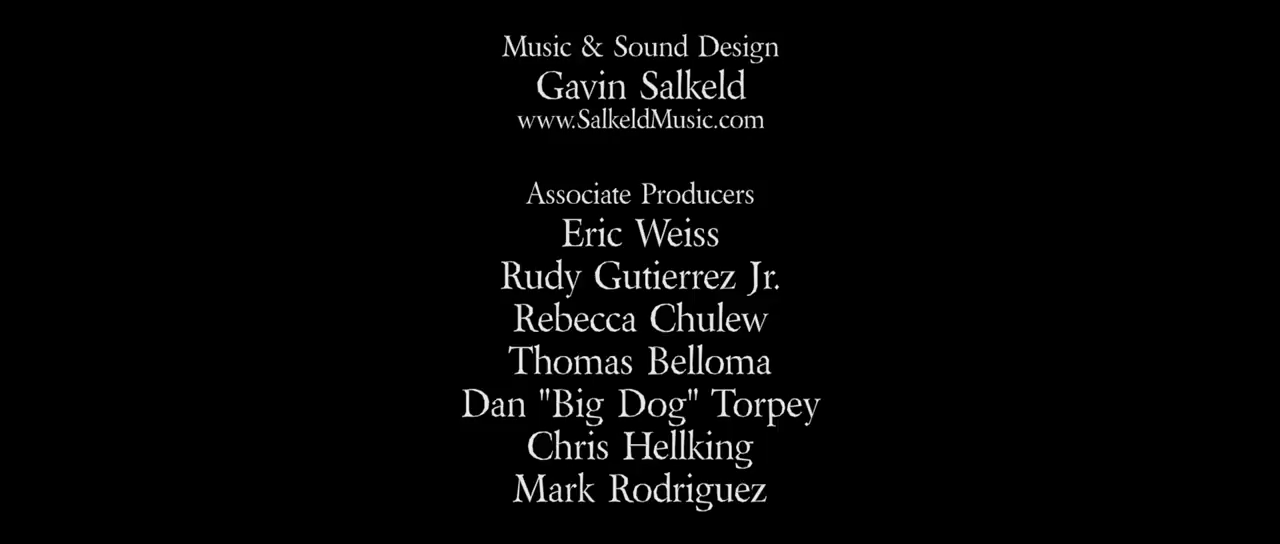 Music & Sound Design
Gavin Salkeld
www.SalkeldMusic.com
Associate Producers
Eric Weiss
Rudy Gutierrez Jr.
Rebecca Chulew
Thomas Belloma
Dan "Big Dog" Torpey
Chris Hellking
Mark Rodriguez